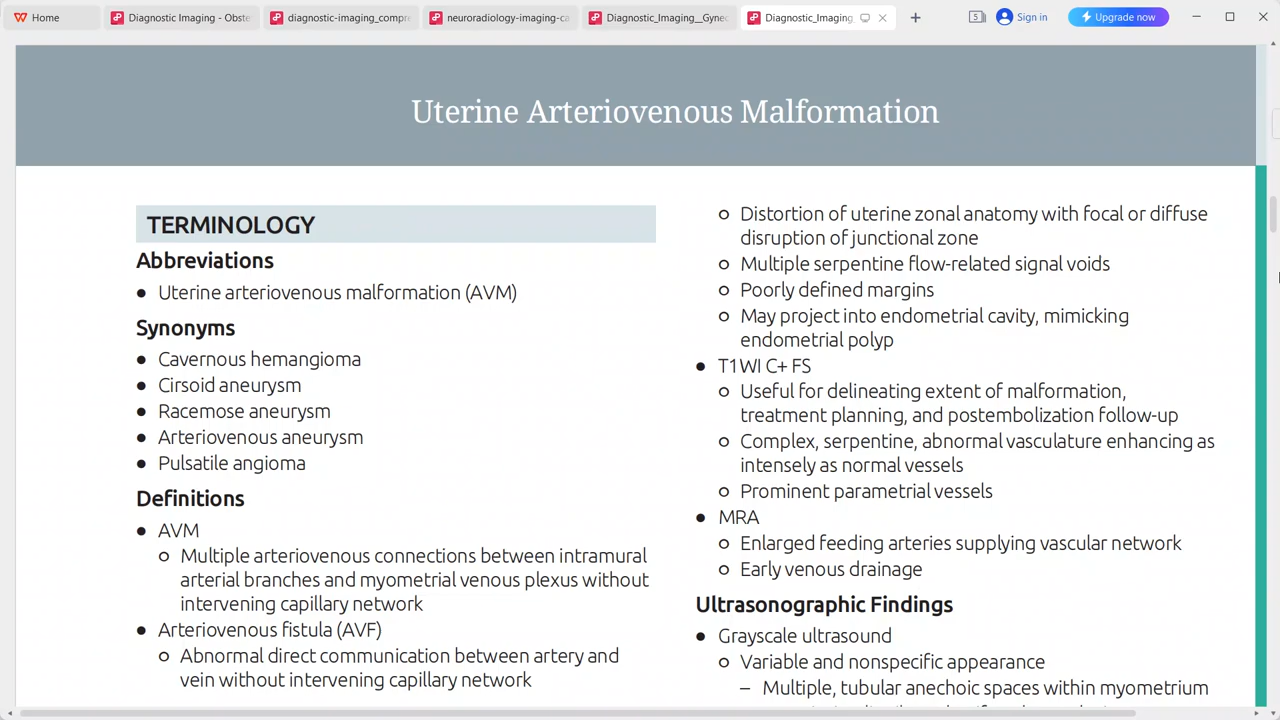 Home
Diagnostic Imaging - Obste
diagnostic-imaging_compre
neuroradiology-imaging-ca
Diagnostic_Imaging__Gynec
Diagnostic_Imaging_
5
Sign in
Upgrade now
Uterine Arteriovenous Malformation
TERMINOLOGY
Abbreviations
● Uterine arteriovenous malformation (AVM)
Synonyms
● Cavernous hemangioma
● Cirsoid aneurysm
● Racemose aneurysm
● Arteriovenous aneurysm
● Pulsatile angioma
Definitions
● AVM
○ Multiple arteriovenous connections between intramural
arterial branches and myometrial venous plexus without
intervening capillary network
● Arteriovenous fistula (AVF)
○ Abnormal direct communication between artery and
vein without intervening capillary network
○ Distortion of uterine zonal anatomy with focal or diffuse
disruption of junctional zone
○ Multiple serpentine flow-related signal voids
○ Poorly defined margins
○ May project into endometrial cavity, mimicking
endometrial polyp
● T1WI C+ FS
○ Useful for delineating extent of malformation,
treatment planning, and postembolization follow-up
○ Complex, serpentine, abnormal vasculature enhancing as
intensely as normal vessels
○ Prominent parametrial vessels
● MRA
○ Enlarged feeding arteries supplying vascular network
○ Early venous drainage
Ultrasonographic Findings
● Grayscale ultrasound
○ Variable and nonspecific appearance
– Multiple, tubular anechoic spaces within myometrium